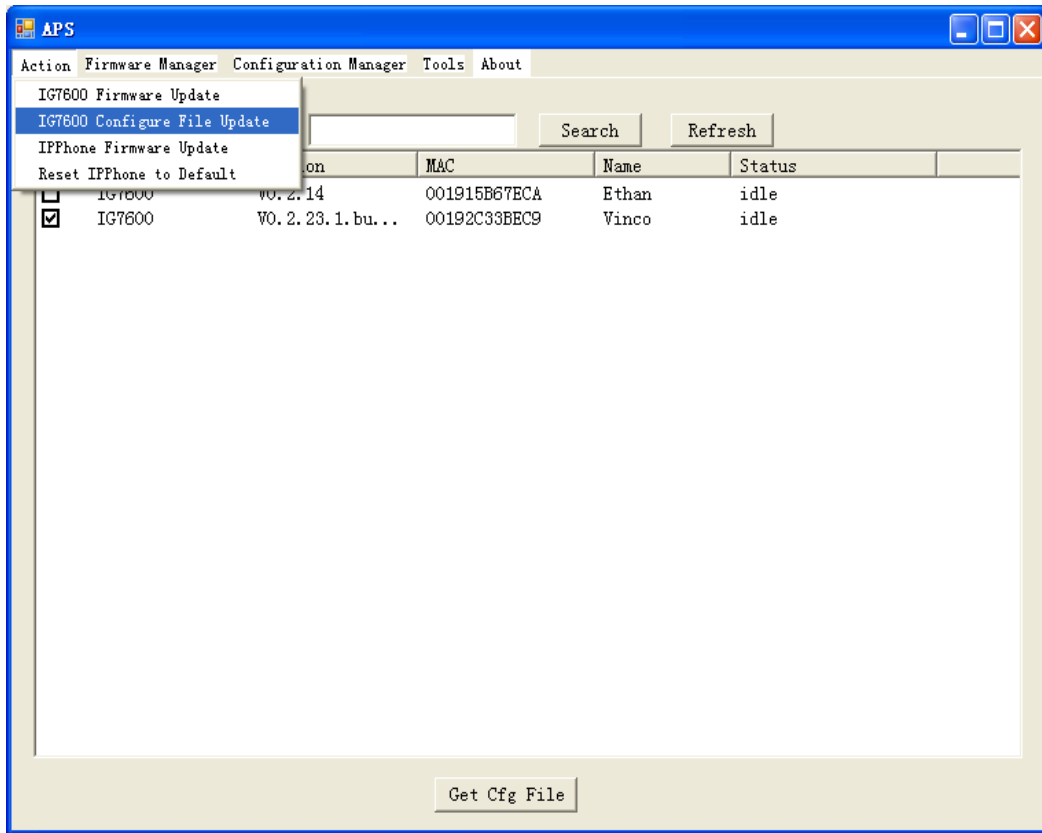 APS
Action Firmware Manager Configuration Manager Tools About
IG7600 Firmware Update
IG7600 Configure File Update
IPPhone Firmware Update
Reset IPPhone to Default
Search Refresh
MAC Name Status
IG7600 V0.2.14 001915B67ECA Ethan idle
IG7600 V0.2.23.1.bu... 00192C33BEC9 Vinco idle
Get Cfg File